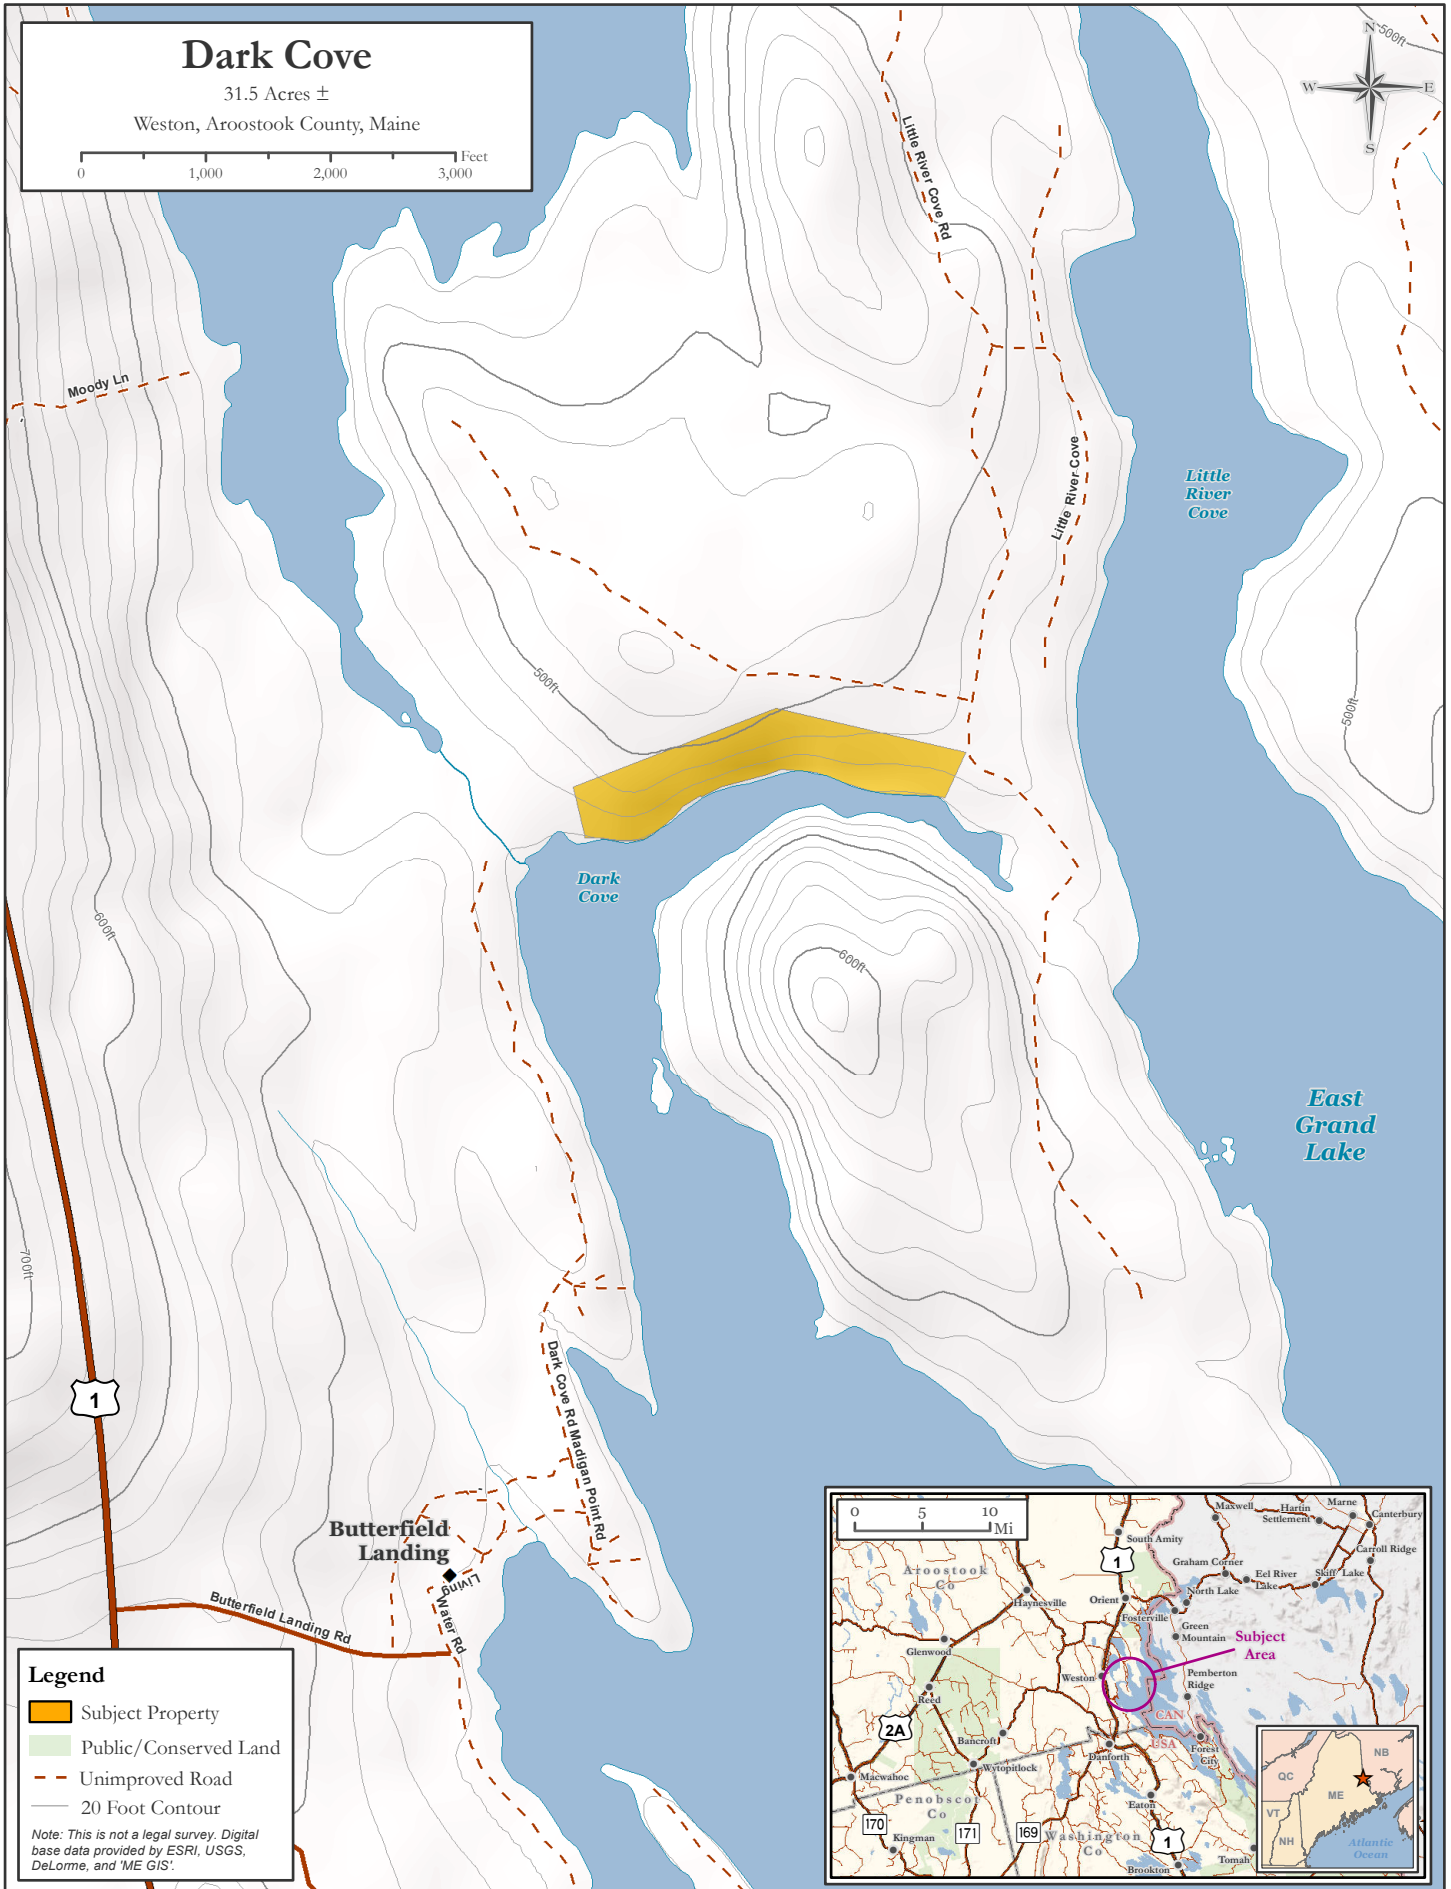 Dark Cove
31.5 Acres ±
Weston, Aroostook County, Maine
Feet
0 1,000 2,000 3,000
N
W E
S
500ft
Little River Cove Rd
Moody Ln
Little River Cove
Little
River
Cove
500ft
500ft
Dark
Cove
600ft
600ft
East
Grand
Lake
700ft
1
Dark Cove Rd
Madigan Point Rd
Butterfield
Landing
Living Water Rd
Butterfield Landing Rd
Legend
Subject Property
Public/Conserved Land
Unimproved Road
20 Foot Contour
Note: This is not a legal survey. Digital
base data provided by ESRI, USGS,
DeLorme, and 'ME GIS'.
0 5 10
Mi
Maxwell
Hartin
Settlement
Marne
Canterbury
South Amity
1
Carroll Ridge
Graham Corner
Eel River
Lake
Skiff Lake
Aroostook
Co
North Lake
Haynesville
Orient
Fosterville
Green
Mountain
Subject
Area
Glenwood
Weston
Pemberton
Ridge
Reed
CAN
2A
USA
Bancroft
Danforth
Forest
City
Wytopitlock
Macwahoc
Penobscot
Co
Eaton
170
171
169
Washington
Co
1
Kingman
Tomah
Brookton
NB
QC
ME
VT
NH
Atlantic
Ocean